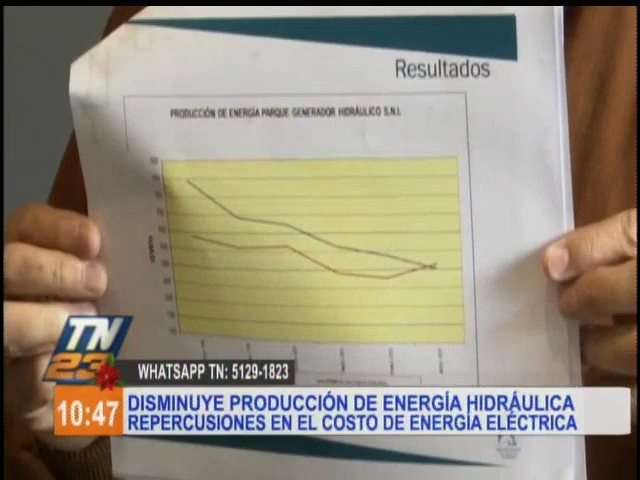 Resultados
PRODUCCIÓN DE ENERGÍA PARQUE GENERADOR HIDRÁULICO S.N.I.
TN
23
WHATSAPP TN: 5129-1823
10:47
DISMINUYE PRODUCCIÓN DE ENERGÍA HIDRÁULICA
REPERCUSIONES EN EL COSTO DE ENERGÍA ELÉCTRICA